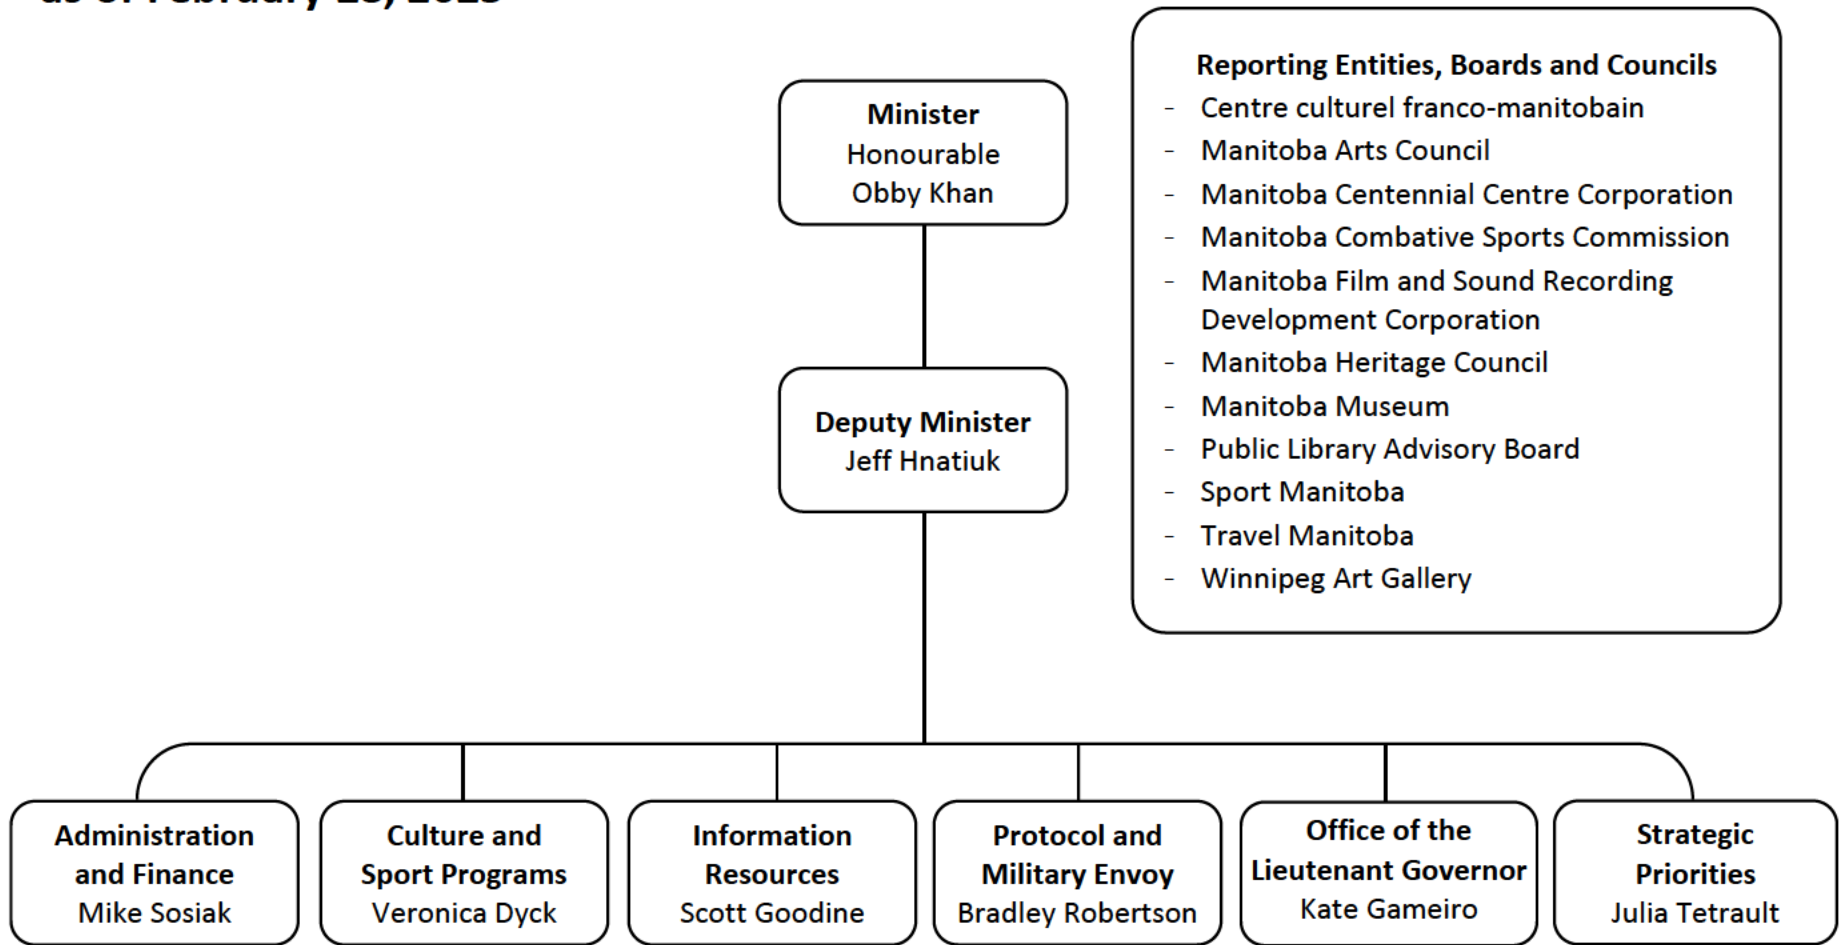 as of February
Minister
Honourable
Obby Khan
Reporting Entities, Boards and Councils
- Centre culturel franco-manitobain
- Manitoba Arts Council
- Manitoba Centennial Centre Corporation
- Manitoba Combative Sports Commission
- Manitoba Film and Sound Recording
Development Corporation
- Manitoba Heritage Council
- Manitoba Museum
- Public Library Advisory Board
- Sport Manitoba
- Travel Manitoba
- Winnipeg Art Gallery
Deputy Minister
Jeff Hnatiuk
Administration
and Finance
Mike Sosiak
Culture and
Sport Programs
Veronica Dyck
Information
Resources
Scott Goodine
Protocol and
Military Envoy
Bradley Robertson
Office of the
Lieutenant Governor
Kate Gameiro
Strategic
Priorities
Julia Tetrault